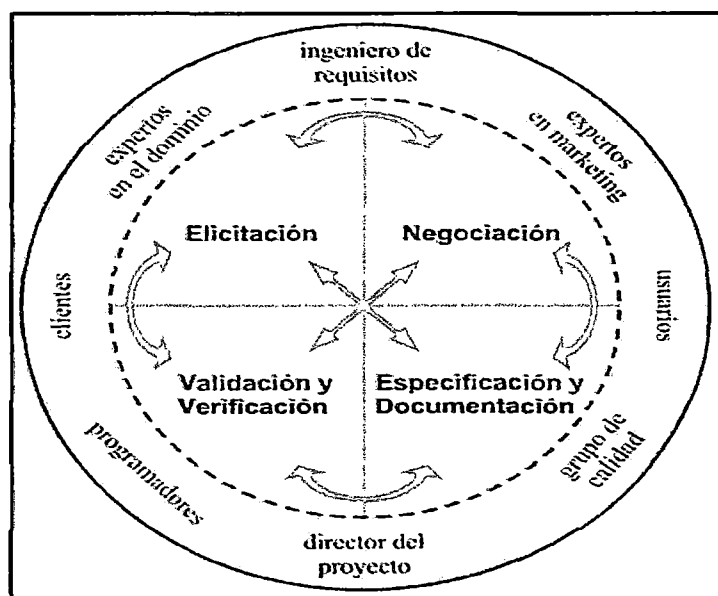 ingeniero de
requisitos
expertos
en el dominio
expertos
en marketing
Elicitación
Negociación
clientes
usuarios
Validación y
Verificación
Especificación y
Documentación
programadores
grupo de
calidad
director del
proyecto